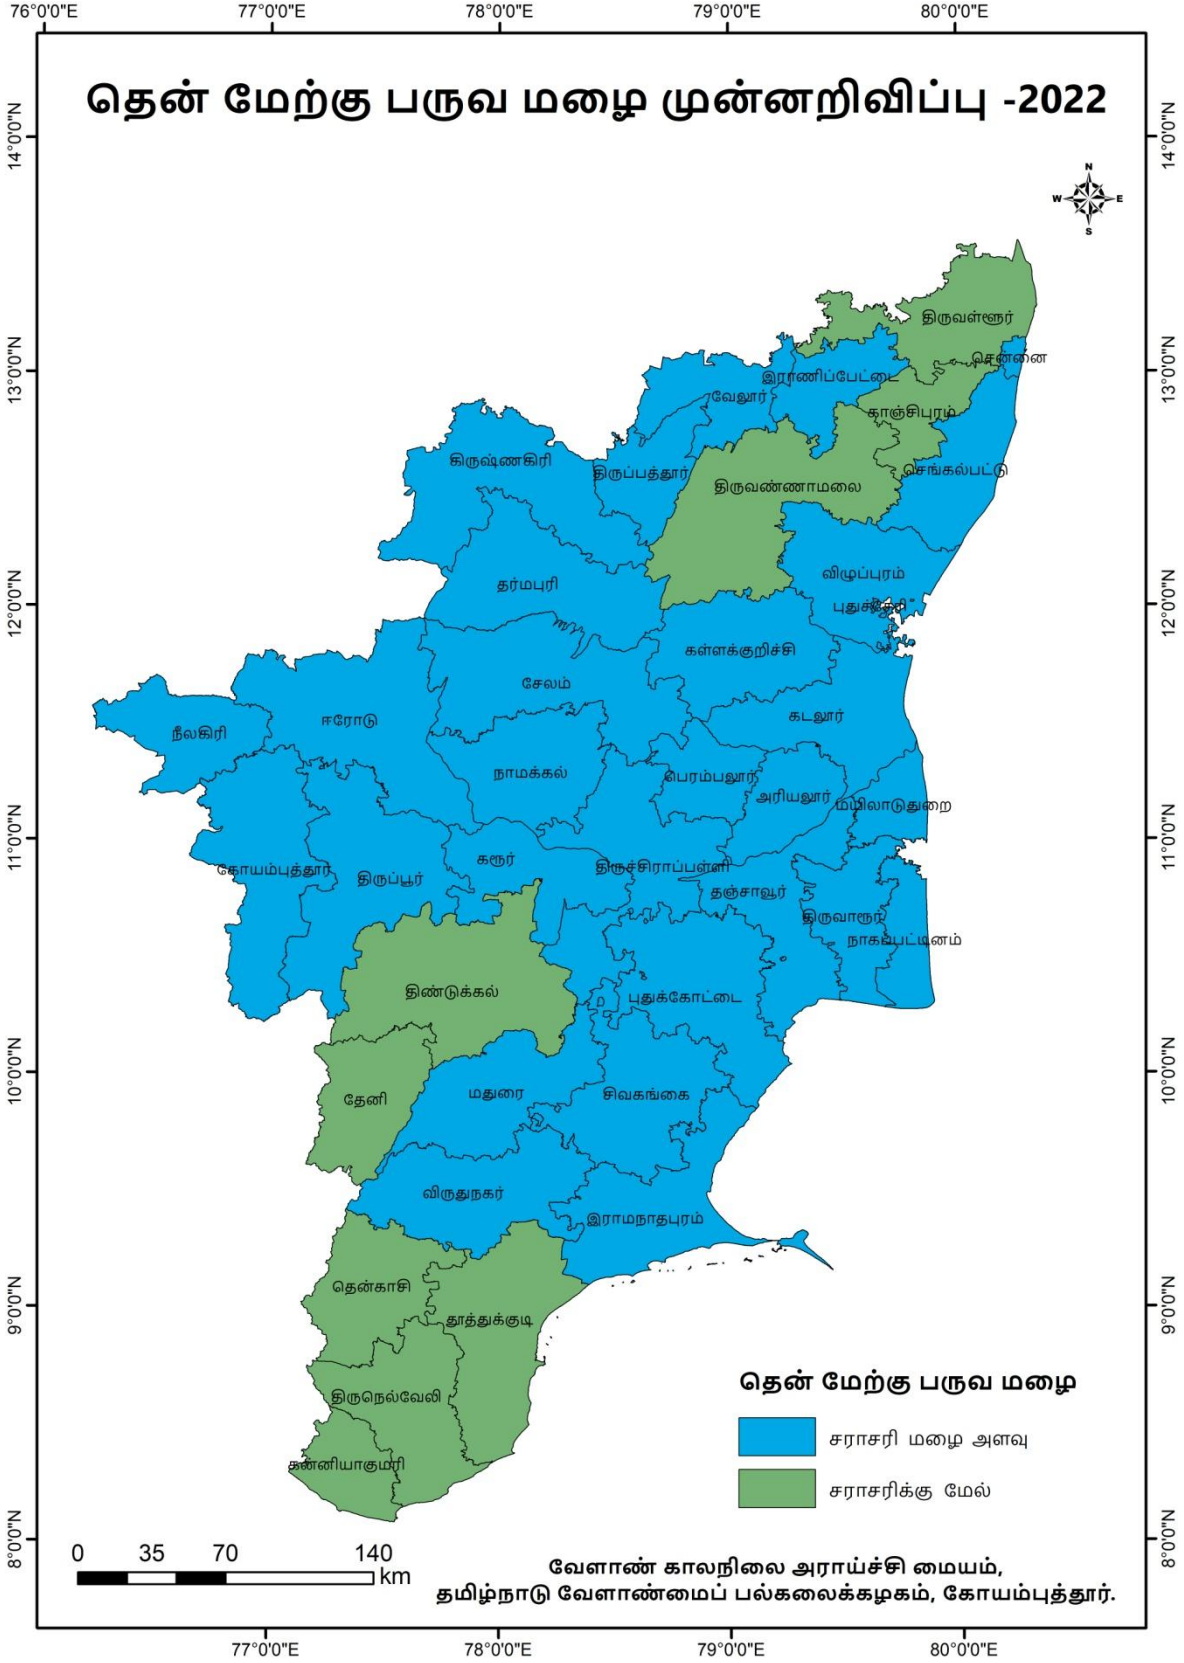 76°0'0"E 77°0'0"E 78°0'0"E 79°0'0"E 80°0'0"E
தென் மேற்கு பருவ மழை முன்னறிவிப்பு -2022
14°0'0"N 14°0'0"N
N
W E
S
திருவள்ளூர்
சென்னை
13°0'0"N 13°0'0"N
இராணிப்பேட்டை
வேலூர்
காஞ்சிபுரம்
கிருஷ்ணகிரி
திருப்பத்தூர்
செங்கல்பட்டு
திருவண்ணாமலை
விழுப்புரம்
தர்மபுரி
12°0'0"N 12°0'0"N
புதுச்சேரி
கள்ளக்குறிச்சி
சேலம்
கடலூர்
ஈரோடு
நீலகிரி
நாமக்கல்
பெரம்பலூர்
அரியலூர்
மயிலாடுதுறை
11°0'0"N 11°0'0"N
கரூர்
திருச்சிராப்பள்ளி
கோயம்புத்தூர்
திருப்பூர்
தஞ்சாவூர்
திருவாரூர்
நாகப்பட்டினம்
திண்டுக்கல்
புதுக்கோட்டை
10°0'0"N 10°0'0"N
மதுரை
சிவகங்கை
தேனி
விருதுநகர்
இராமநாதபுரம்
9°0'0"N 9°0'0"N
தென்காசி
தூத்துக்குடி
திருநெல்வேலி
கன்னியாகுமரி
தென் மேற்கு பருவ மழை
சராசரி மழை அளவு
சராசரிக்கு மேல்
8°0'0"N 8°0'0"N
0 35 70 140
km
வேளாண் காலநிலை அராய்ச்சி மையம்,
தமிழ்நாடு வேளாண்மைப் பல்கலைக்கழகம், கோயம்புத்தூர்.
77°0'0"E 78°0'0"E 79°0'0"E 80°0'0"E